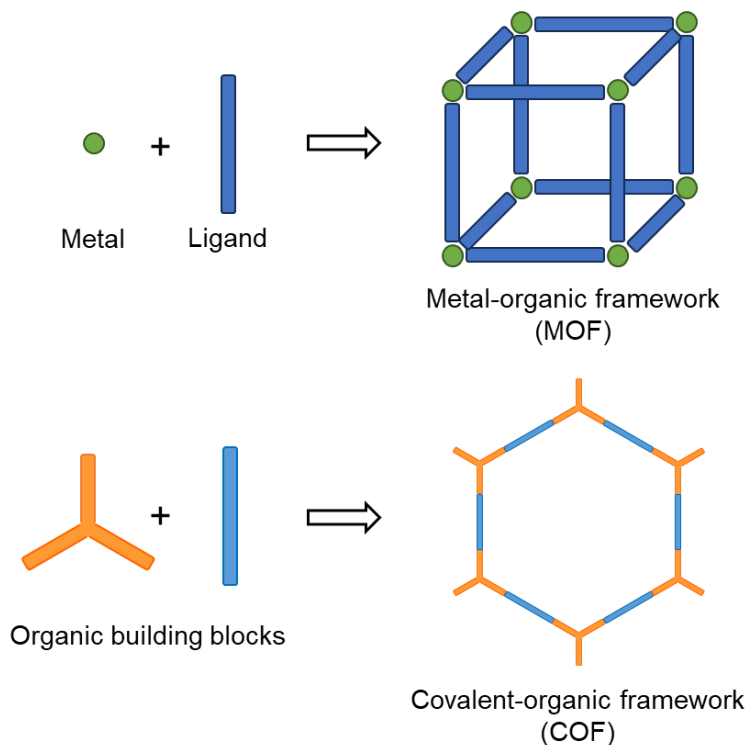 +
Metal
Ligand
Metal-organic framework
(MOF)
+
Organic building blocks
Covalent-organic framework
(COF)